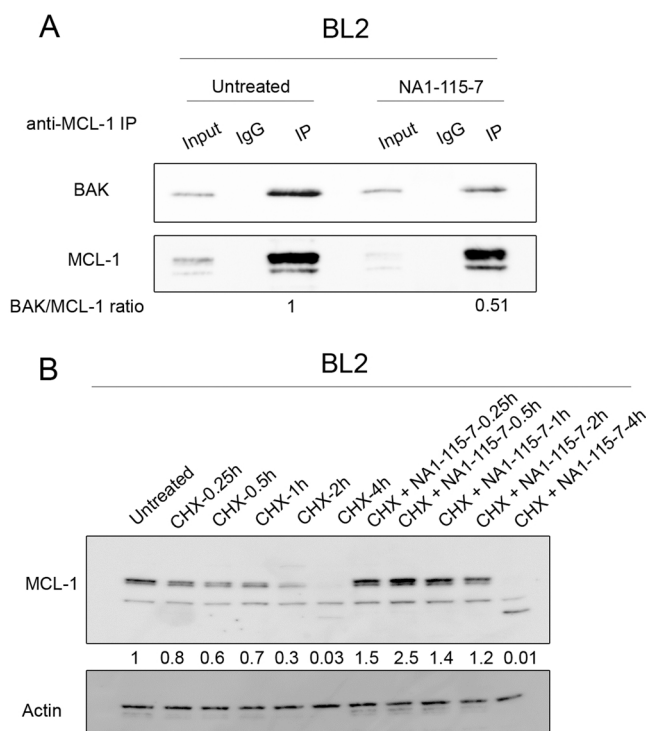 A
BL2
Untreated NA1-115-7
anti-MCL-1 IP
Input IgG IP Input IgG IP
BAK
MCL-1
BAK/MCL-1 ratio 1 0.51
B
BL2
Untreated CHX-0.25h CHX-0.5h CHX-1h CHX-2h CHX-4h CHX + NA1-115-7-0.25h CHX + NA1-115-7-0.5h CHX + NA1-115-7-1h CHX + NA1-115-7-2h CHX + NA1-115-7-4h
MCL-1
1 0.8 0.6 0.7 0.3 0.03 1.5 2.5 1.4 1.2 0.01
Actin